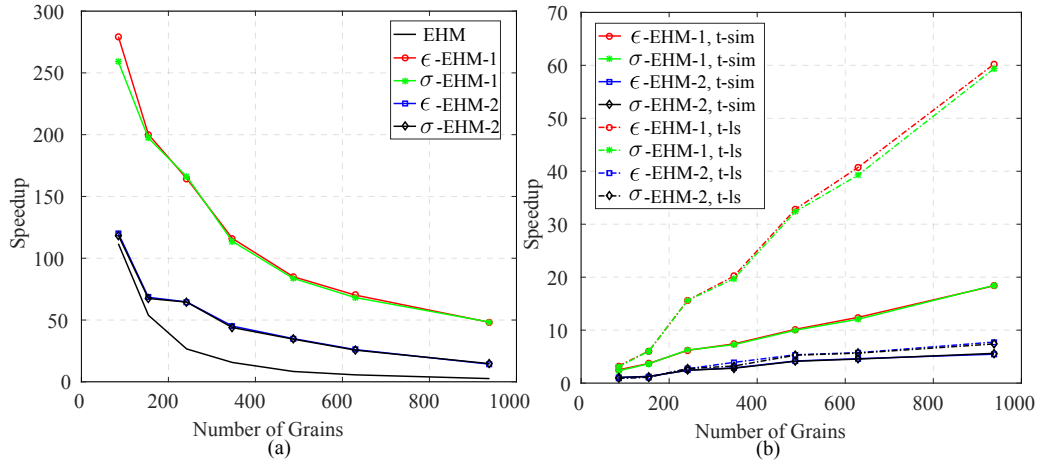 300
250
200
150
100
50
0
Speedup
EHM
ϵ-EHM-1
σ-EHM-1
ϵ-EHM-2
σ-EHM-2
0 200 400 600 800 1000
Number of Grains
(a)
70
60
50
40
30
20
10
0
Speedup
ϵ-EHM-1, t-sim
σ-EHM-1, t-sim
ϵ-EHM-2, t-sim
σ-EHM-2, t-sim
ϵ-EHM-1, t-ls
σ-EHM-1, t-ls
ϵ-EHM-2, t-ls
σ-EHM-2, t-ls
0 200 400 600 800 1000
Number of Grains
(b)